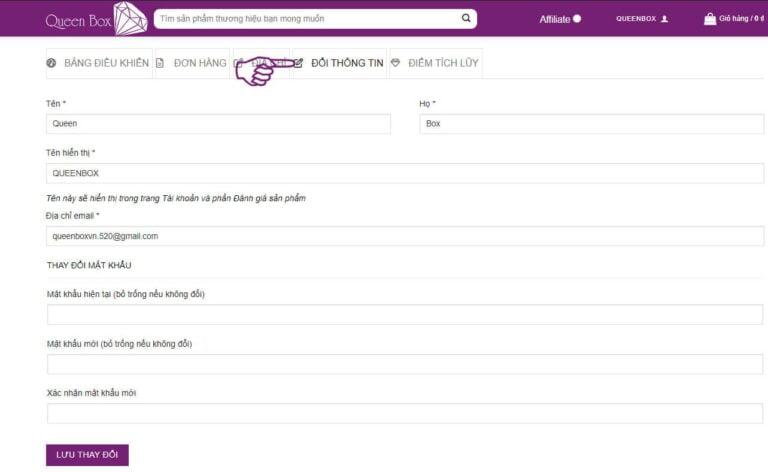 Queen Box
Tìm sản phẩm thương hiệu bạn mong muốn
Affiliate
QUEENBOX
Giỏ hàng / 0 ₫
BẢNG ĐIỀU KHIỂN
ĐƠN HÀNG
ĐỔI THÔNG TIN
ĐIỂM TÍCH LŨY
Tên *
Họ *
Queen
Box
Tên hiển thị *
QUEENBOX
Tên này sẽ hiển thị trong trang Tài khoản và phần Đánh giá sản phẩm
Địa chỉ email *
queenboxvn.520@gmail.com
THAY ĐỔI MẬT KHẨU
Mật khẩu hiện tại (bỏ trống nếu không đổi)
Mật khẩu mới (bỏ trống nếu không đổi)
Xác nhận mật khẩu mới
LƯU THAY ĐỔI